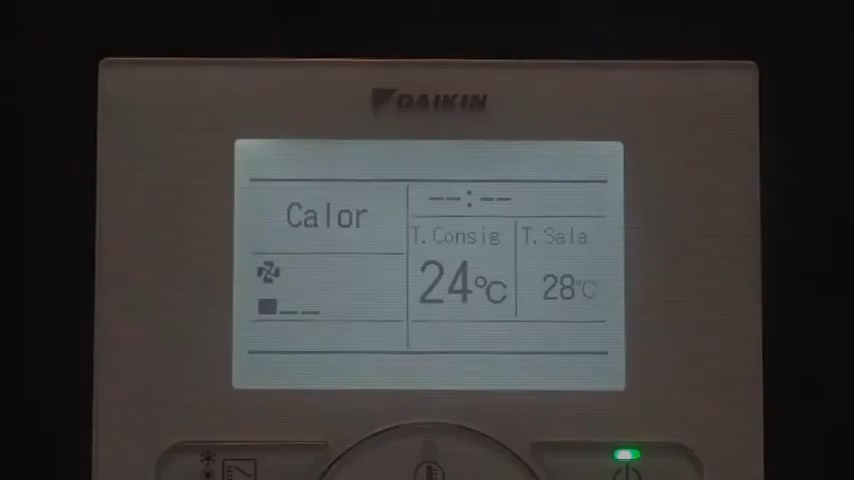 DAIKIN
--:--
Calor
T.Consig
T.Sala
24°C
28°C